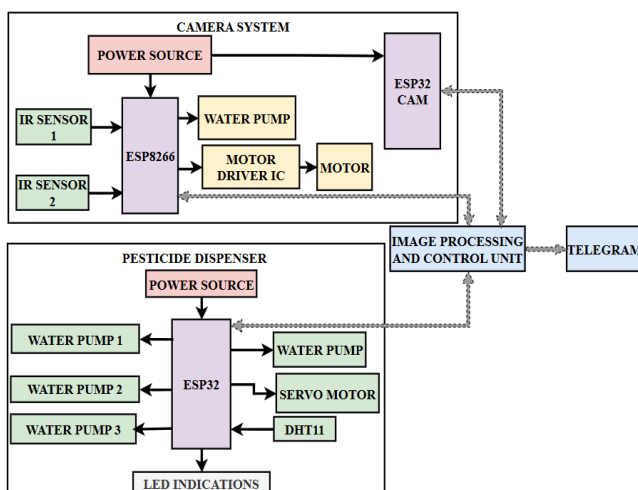 CAMERA SYSTEM
POWER SOURCE
ESP32
CAM
IR SENSOR
1
ESP8266
WATER PUMP
MOTOR
DRIVER IC
MOTOR
IR SENSOR
2
IMAGE PROCESSING
AND CONTROL UNIT
TELEGRAM
PESTICIDE DISPENSER
POWER SOURCE
WATER PUMP 1
ESP32
WATER PUMP
WATER PUMP 2
SERVO MOTOR
WATER PUMP 3
DHT11
LED INDICATIONS